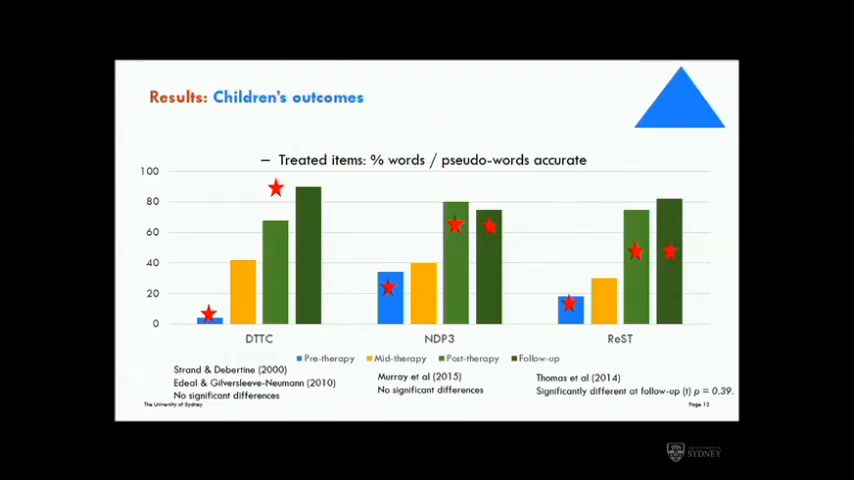 Results: Children's outcomes
– Treated items: % words / pseudo-words accurate
100
80
60
40
20
0
DTTC
NDP3
ReST
Pre-therapy
Mid-therapy
Post-therapy
Follow-up
Strand & Debertine (2000)
Edeal & Gilversleeve-Neumann (2010)
No significant differences
Murray et al (2015)
No significant differences
Thomas et al (2014)
Significantly different at follow-up (t) p = 0.39.
The University of Sydney
Page 15
SYDNEY